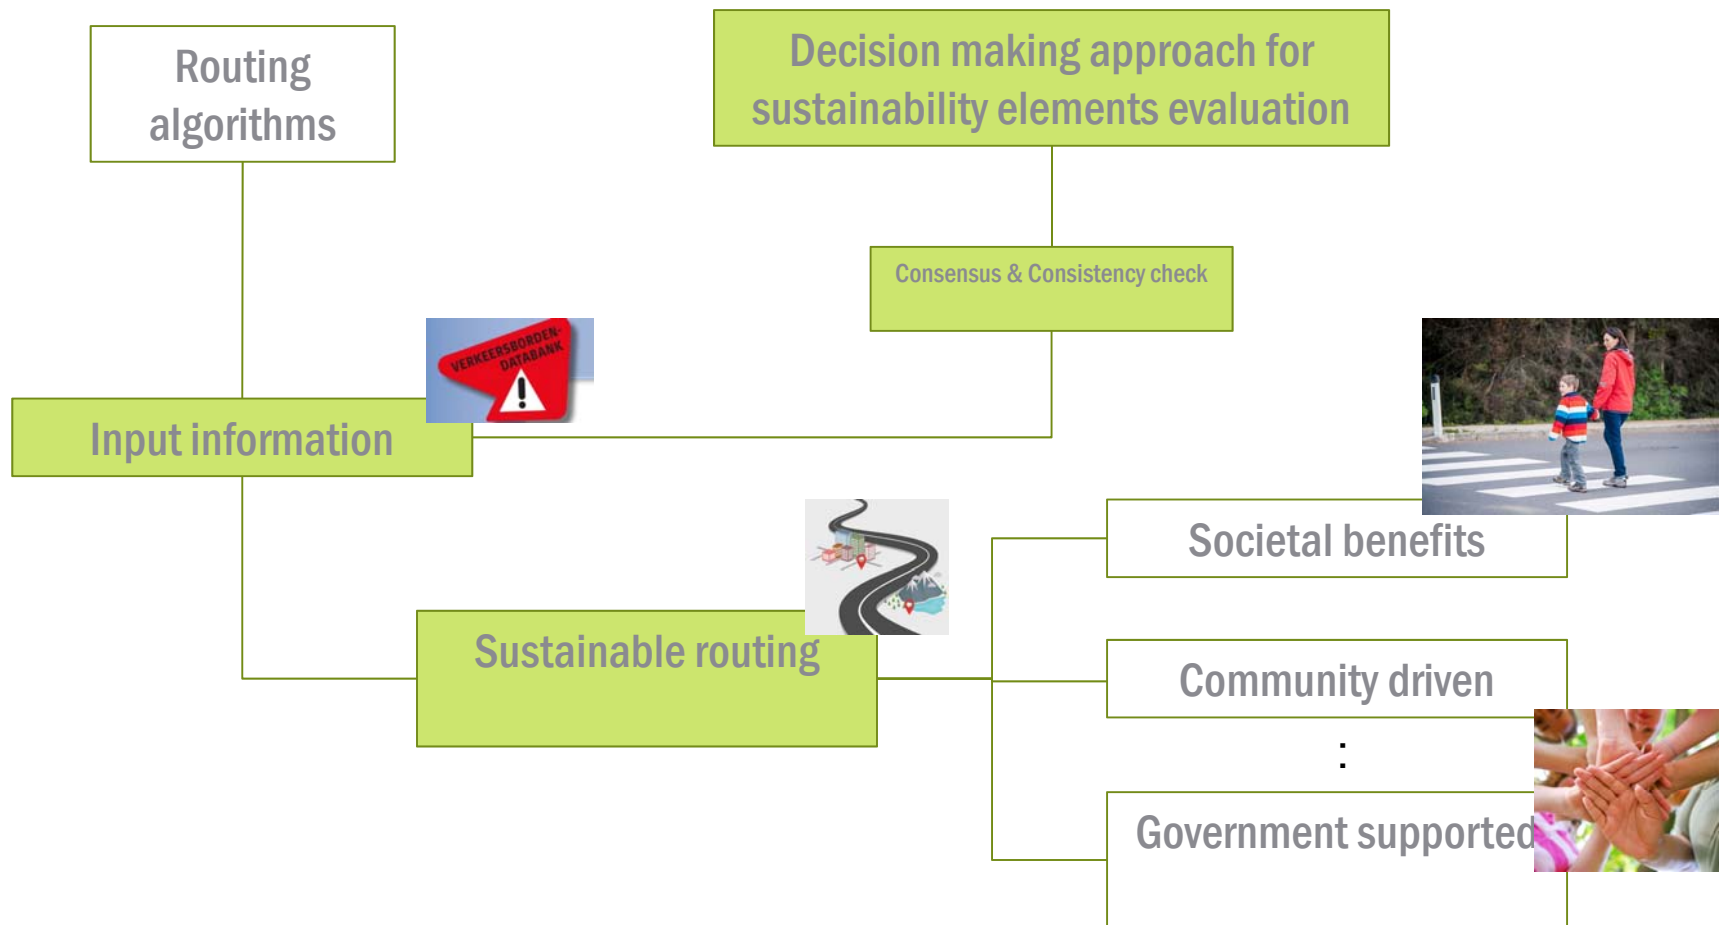 Routing
algorithms
Decision making approach for
sustainability elements evaluation
Consensus & Consistency check
VERKEERSBORDEN-
DATABANK
!
Input information
Societal benefits
Sustainable routing
Community driven
:
Government supported